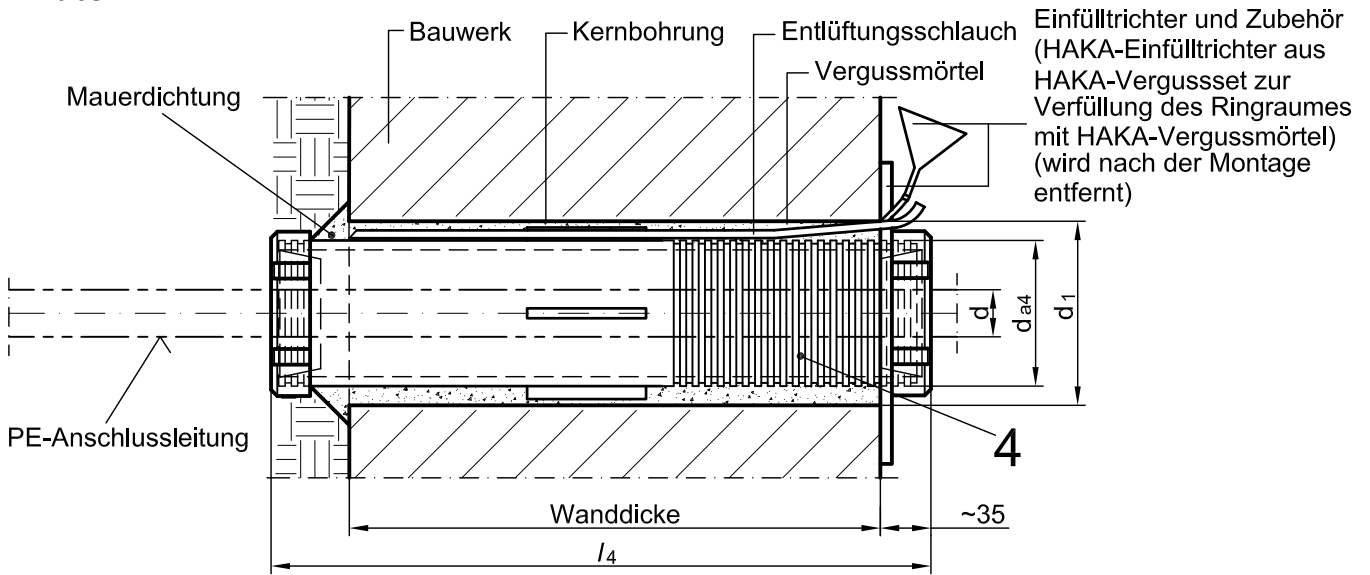 Bauwerk
Kernbohrung
Entlüftungsschlauch
Vergussmörtel
Einfülltrichter und Zubehör
(HAKA-Einfülltrichter aus
HAKA-Vergussset zur
Verfüllung des Ringraumes
mit HAKA-Vergussmörtel)
(wird nach der Montage
entfernt)
Mauerdichtung
d
da4
d1
PE-Anschlussleitung
4
Wanddicke
~35
l4